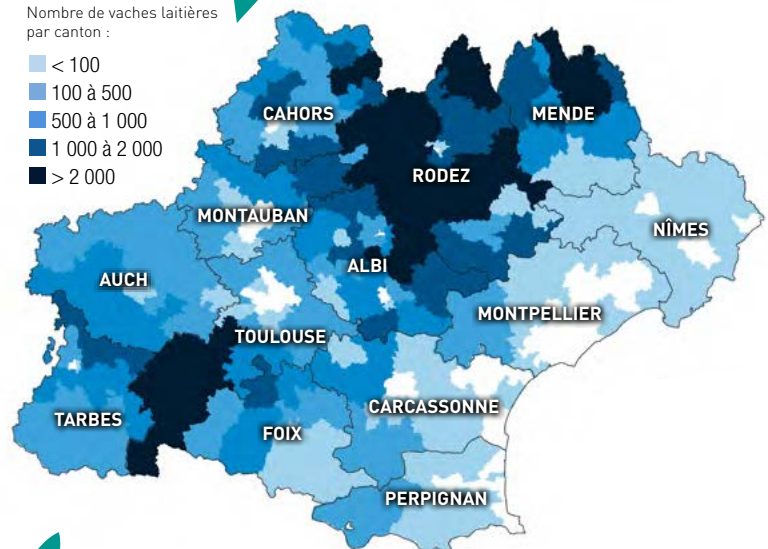 Nombre de vaches laitières
par canton :
< 100
100 à 500
500 à 1 000
1 000 à 2 000
> 2 000
CAHORS
MENDE
RODEZ
MONTAUBAN
NÎMES
ALBI
AUCH
MONTPELLIER
TOULOUSE
CARCASSONNE
TARBES
FOIX
PERPIGNAN